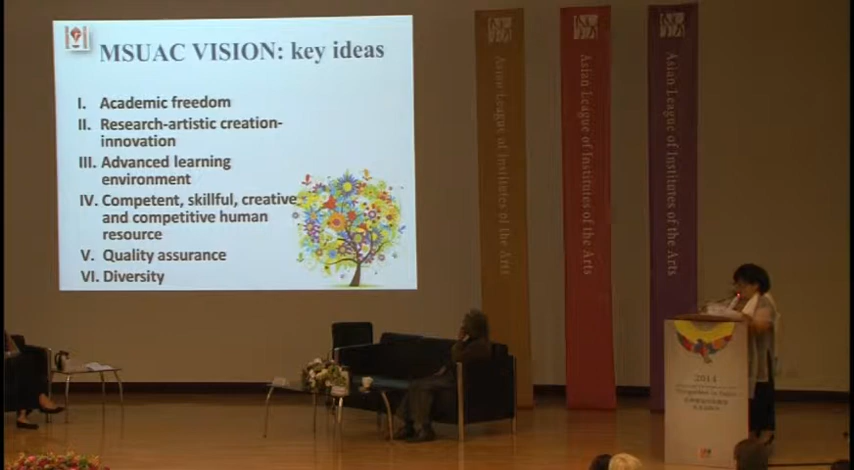 MSUAC VISION: key ideas
I. Academic freedom
II. Research-artistic creation-
innovation
III. Advanced learning
environment
IV. Competent, skillful, creative
and competitive human
resource
V. Quality assurance
VI. Diversity
Asian League of Institutes of the Arts
Asian League of Institutes of the Arts
Asian League of Institutes of the Arts
2014